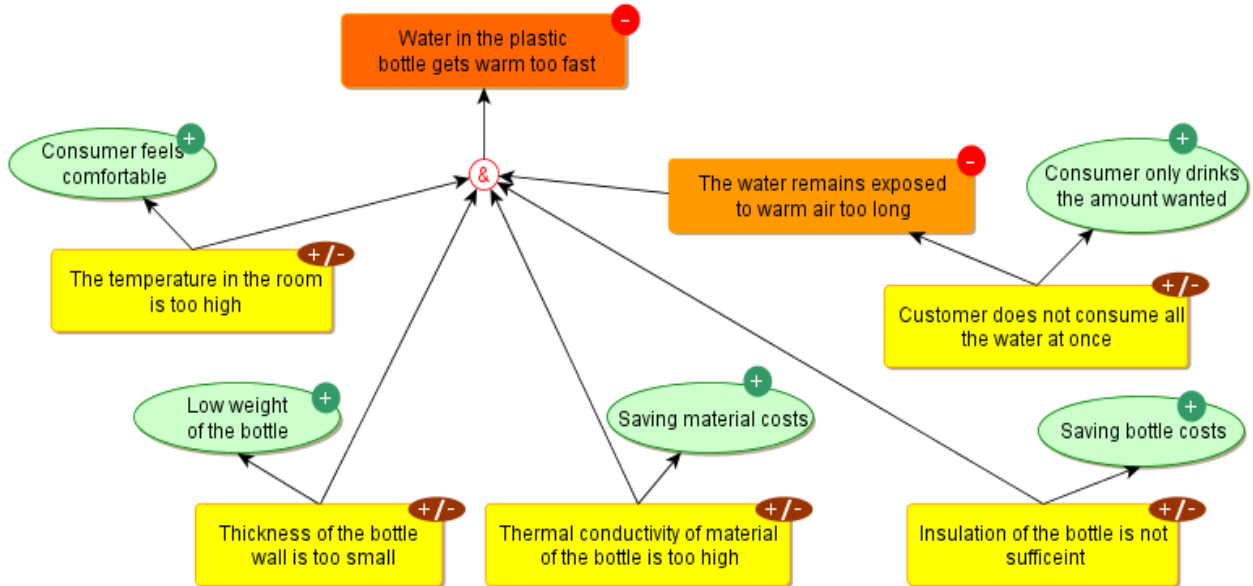 Water in the plastic
bottle gets warm too fast
-
Consumer feels
comfortable
+
&
The water remains exposed
to warm air too long
-
Consumer only drinks
the amount wanted
+
The temperature in the room
is too high
+/-
Customer does not consume all
the water at once
+/-
Low weight
of the bottle
+
Saving material costs
+
Saving bottle costs
+
Thickness of the bottle
wall is too small
+/-
Thermal conductivity of material
of the bottle is too high
+/-
Insulation of the bottle is not
sufficeint
+/-